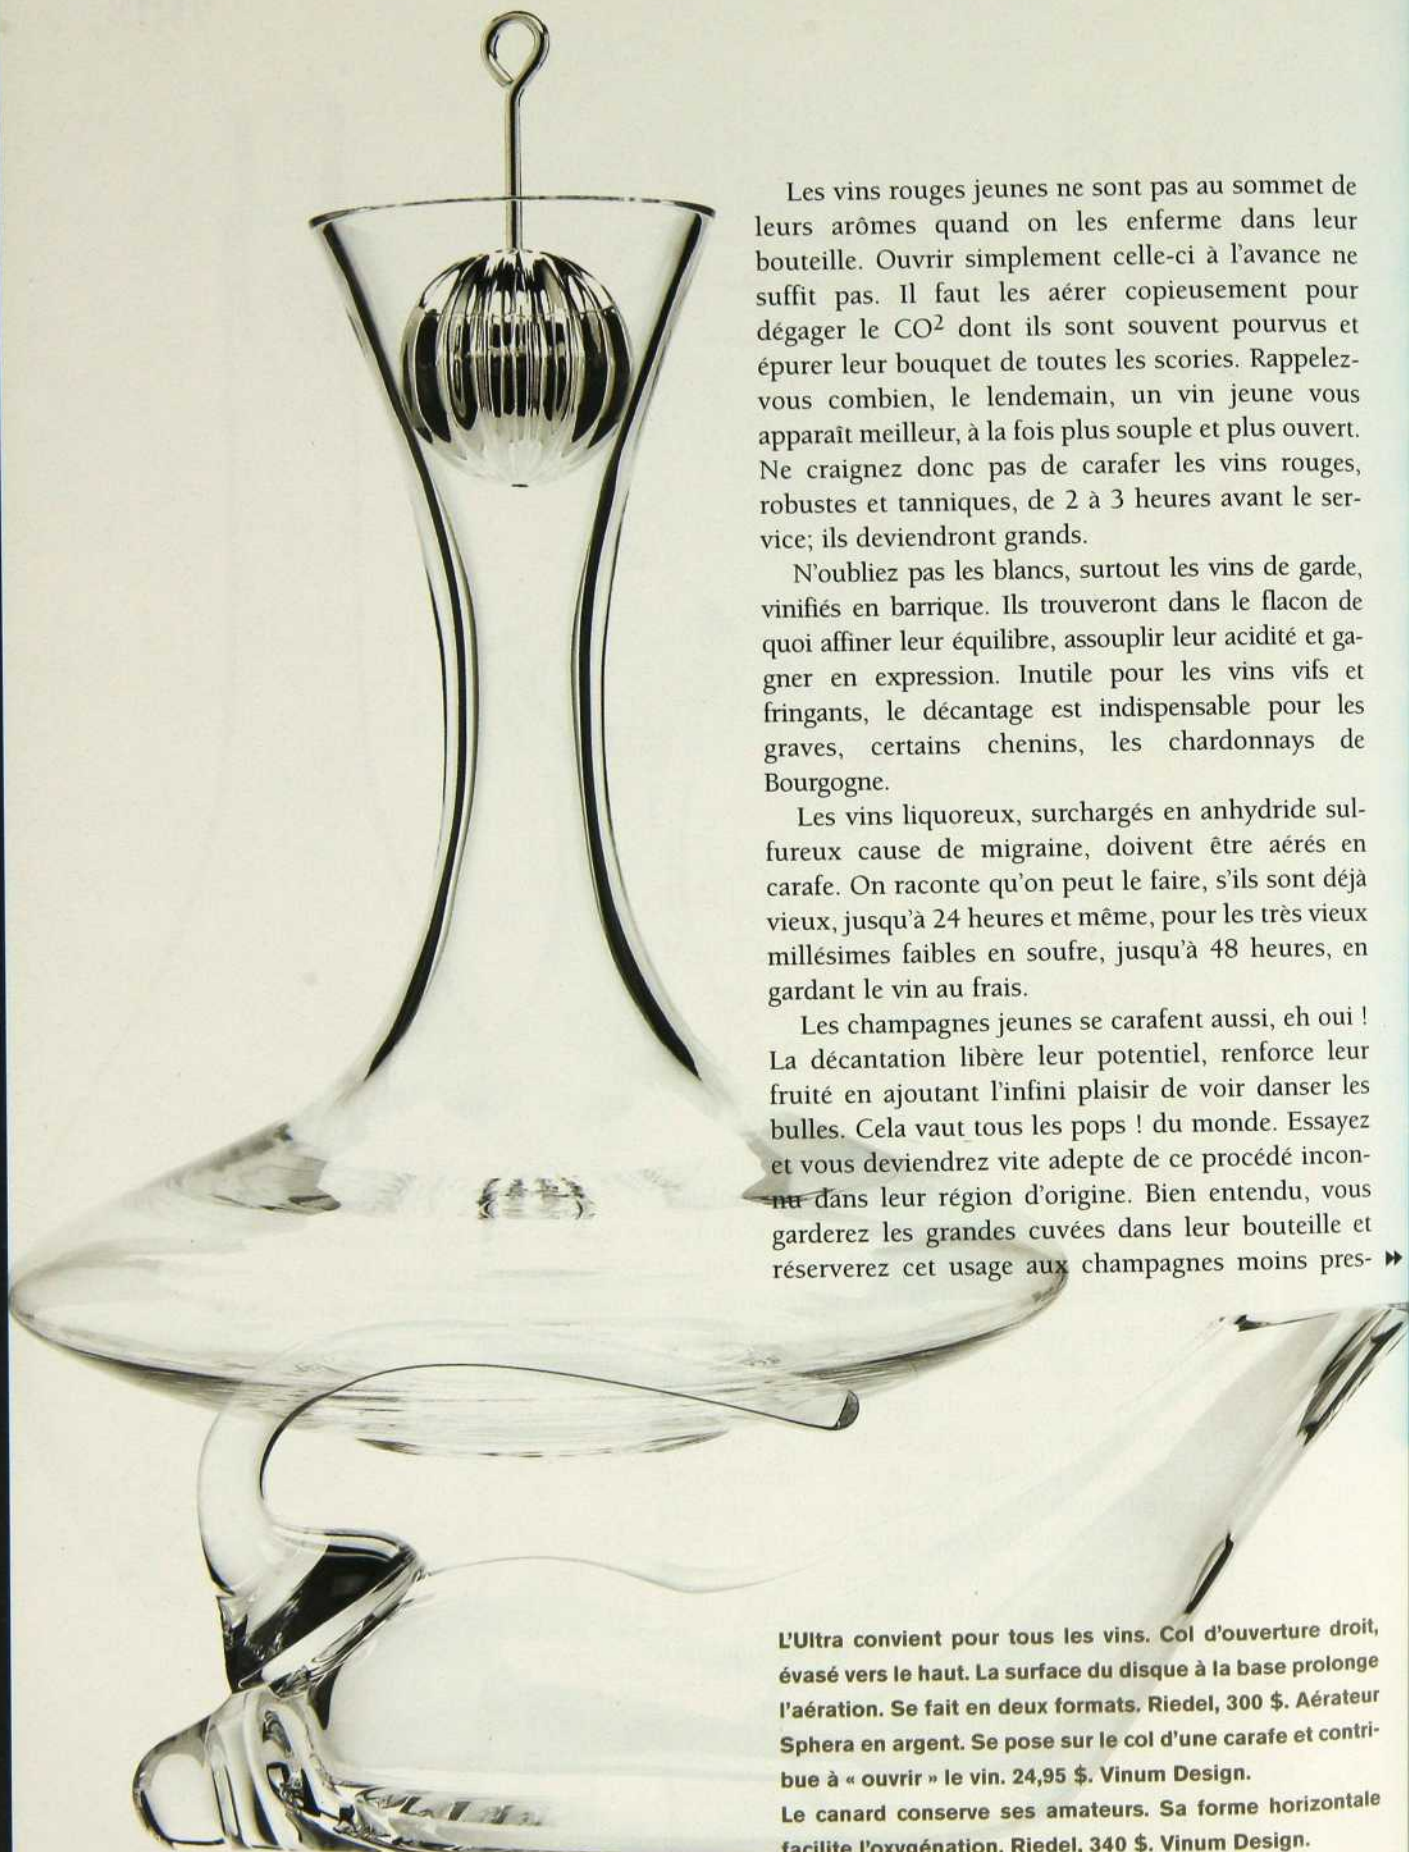 Les vins rouges jeunes ne sont pas au sommet de
leurs arômes quand on les enferme dans leur
bouteille. Ouvrir simplement celle-ci à l'avance ne
suffit pas. Il faut les aérer copieusement pour
dégager le CO² dont ils sont souvent pourvus et
épurer leur bouquet de toutes les scories. Rappelez-
vous combien, le lendemain, un vin jeune vous
apparaît meilleur, à la fois plus souple et plus ouvert.
Ne craignez donc pas de carafer les vins rouges,
robustes et tanniques, de 2 à 3 heures avant le ser-
vice; ils deviendront grands.
N'oubliez pas les blancs, surtout les vins de garde,
vinifiés en barrique. Ils trouveront dans le flacon de
quoi affiner leur équilibre, assouplir leur acidité et ga-
gner en expression. Inutile pour les vins vifs et
fringants, le décantage est indispensable pour les
graves, certains chenins, les chardonnays de
Bourgogne.
Les vins liquoreux, surchargés en anhydride sul-
fureux cause de migraine, doivent être aérés en
carafe. On raconte qu'on peut le faire, s'ils sont déjà
vieux, jusqu'à 24 heures et même, pour les très vieux
millésimes faibles en soufre, jusqu'à 48 heures, en
gardant le vin au frais.
Les champagnes jeunes se carafent aussi, eh oui !
La décantation libère leur potentiel, renforce leur
fruité en ajoutant l'infini plaisir de voir danser les
bulles. Cela vaut tous les pops ! du monde. Essayez
et vous deviendrez vite adepte de ce procédé incon-
nu dans leur région d'origine. Bien entendu, vous
garderez les grandes cuvées dans leur bouteille et
réserverez cet usage aux champagnes moins pres-
L'Ultra convient pour tous les vins. Col d'ouverture droit,
évasé vers le haut. La surface du disque à la base prolonge
l'aération. Se fait en deux formats. Riedel, 300 $. Aérateur
Sphera en argent. Se pose sur le col d'une carafe et contri-
bue à « ouvrir » le vin. 24,95 $. Vinum Design.
Le canard conserve ses amateurs. Sa forme horizontale
facilite l'oxygénation. Riedel, 340 $. Vinum Design.